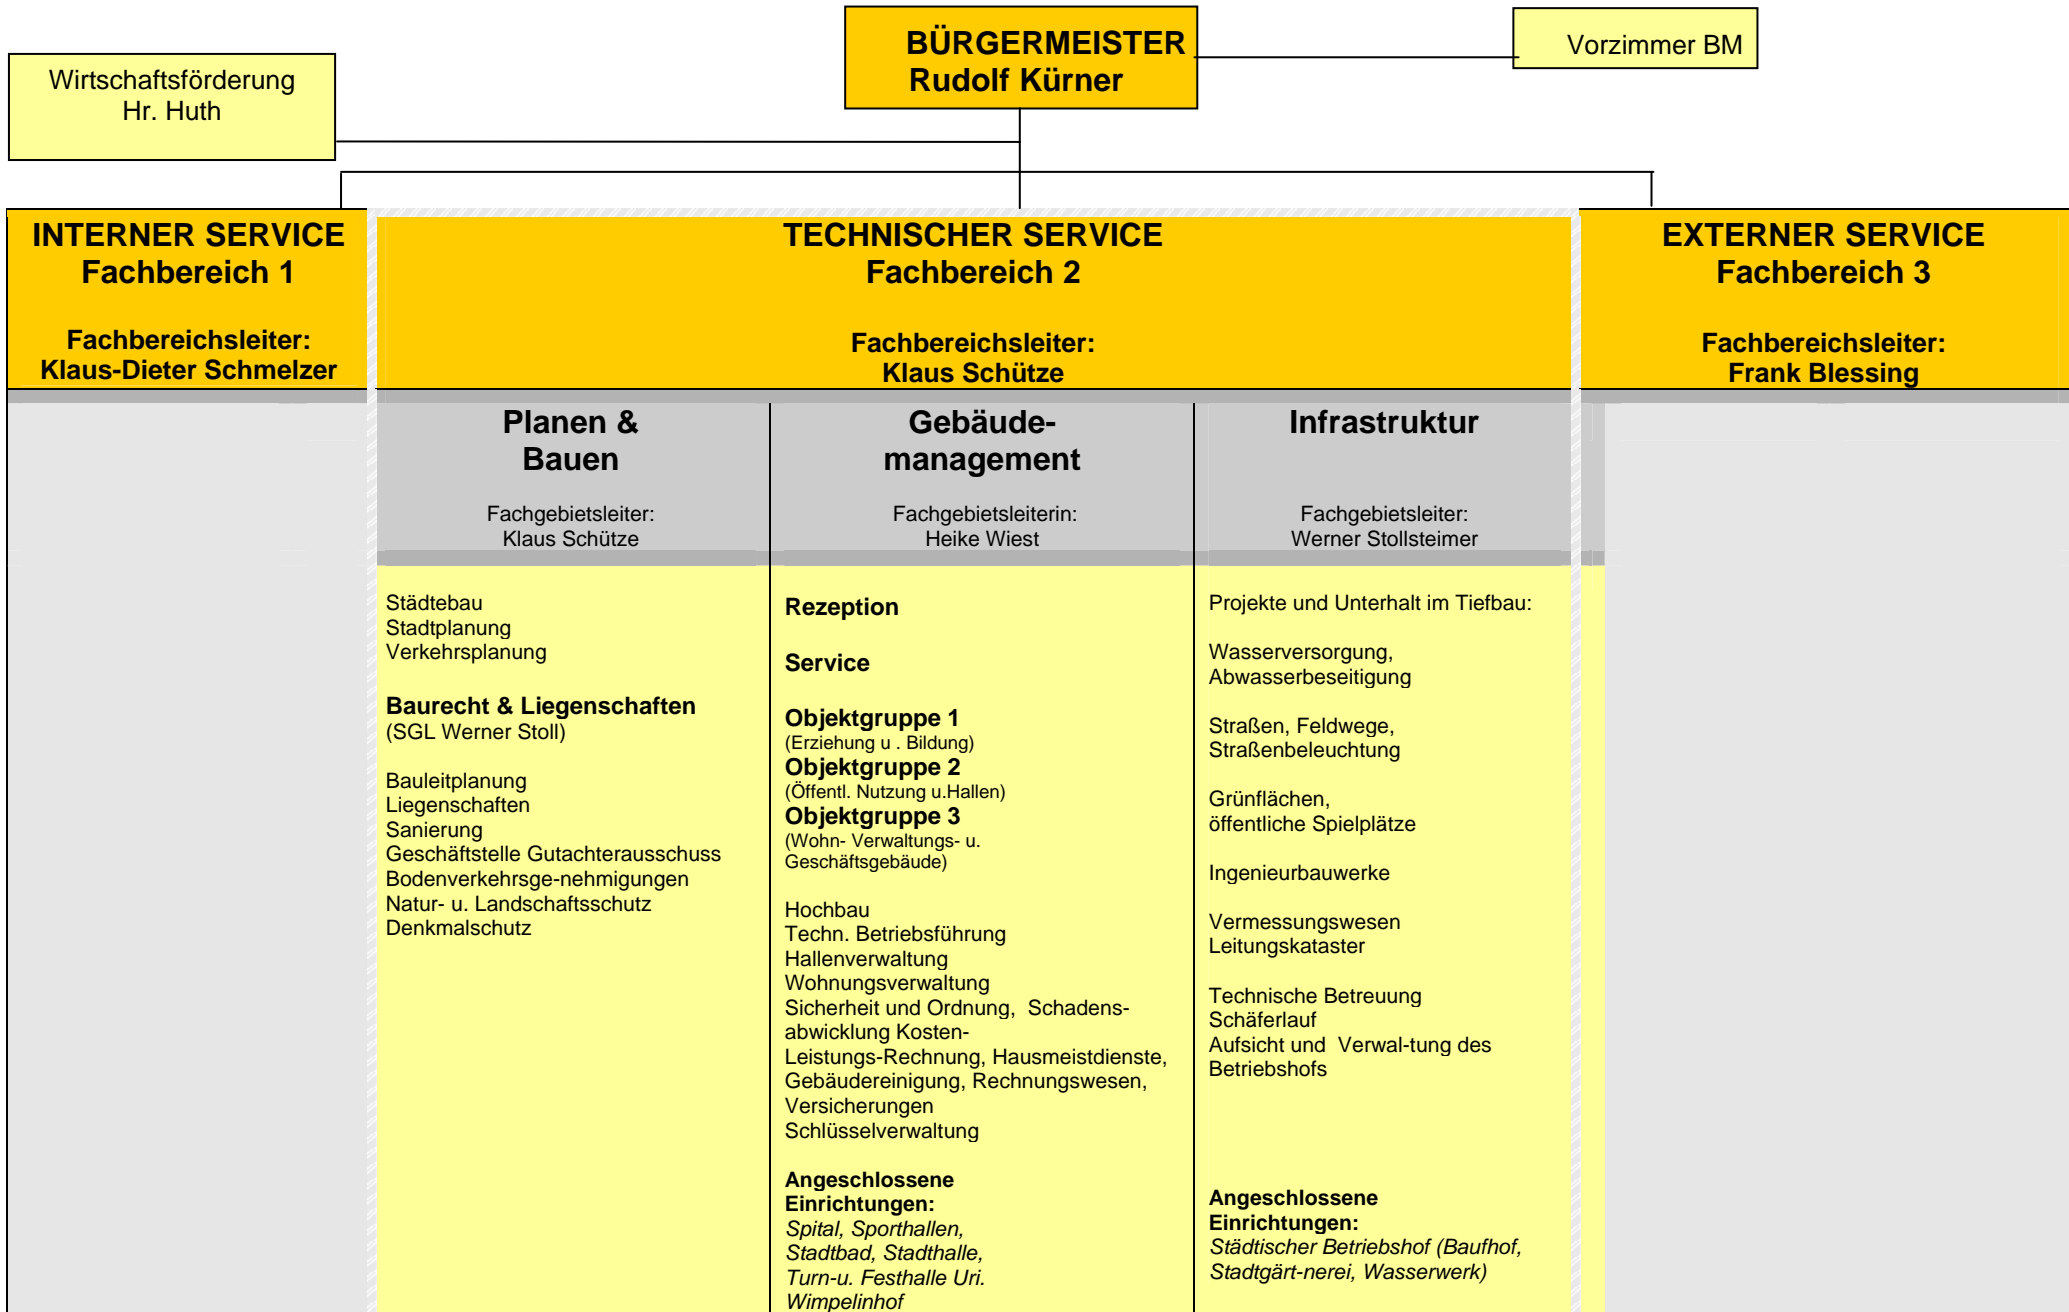 BÜRGERMEISTER
Rudolf Kürner
Vorzimmer BM
Wirtschaftsförderung
Hr. Huth
INTERNER SERVICE
Fachbereich 1
Fachbereichsleiter:
Klaus-Dieter Schmelzer
TECHNISCHER SERVICE
Fachbereich 2
Fachbereichsleiter:
Klaus Schütze
EXTERNER SERVICE
Fachbereich 3
Fachbereichsleiter:
Frank Blessing
Planen &
Bauen
Fachgebietsleiter:
Klaus Schütze
Städtebau
Stadtplanung
Verkehrsplanung
Baurecht & Liegenschaften
(SGL Werner Stoll)
Bauleitplanung
Liegenschaften
Sanierung
Geschäftstelle Gutachterausschuss
Bodenverkehrsge-nehmigungen
Natur- u. Landschaftsschutz
Denkmalschutz
Gebäude-
management
Fachgebietsleiterin:
Heike Wiest
Rezeption
Service
Objektgruppe 1
(Erziehung u . Bildung)
Objektgruppe 2
(Öffentl. Nutzung u.Hallen)
Objektgruppe 3
(Wohn- Verwaltungs- u.
Geschäftsgebäude)
Hochbau
Techn. Betriebsführung
Hallenverwaltung
Wohnungsverwaltung
Sicherheit und Ordnung,  Schadens-
abwicklung Kosten-
Leistungs-Rechnung, Hausmeistdienste,
Gebäudereinigung, Rechnungswesen,
Versicherungen
Schlüsselverwaltung
Angeschlossene
Einrichtungen:
Spital, Sporthallen,
Stadtbad, Stadthalle,
Turn-u. Festhalle Uri.
Wimpelinhof
Infrastruktur
Fachgebietsleiter:
Werner Stollsteimer
Projekte und Unterhalt im Tiefbau:
Wasserversorgung,
Abwasserbeseitigung
Straßen, Feldwege,
Straßenbeleuchtung
Grünflächen,
öffentliche Spielplätze
Ingenieurbauwerke
Vermessungswesen
Leitungskataster
Technische Betreuung
Schäferlauf
Aufsicht und  Verwal-tung des
Betriebshofs
Angeschlossene
Einrichtungen:
Städtischer Betriebshof (Baufhof,
Stadtgärt-nerei, Wasserwerk)